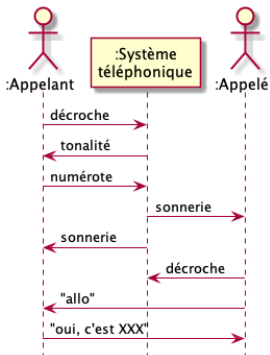 :Système
téléphonique
:Appelant
:Appelé
décroche
tonalité
numérote
sonnerie
sonnerie
décroche
"allo"
"oui, c'est XXX"